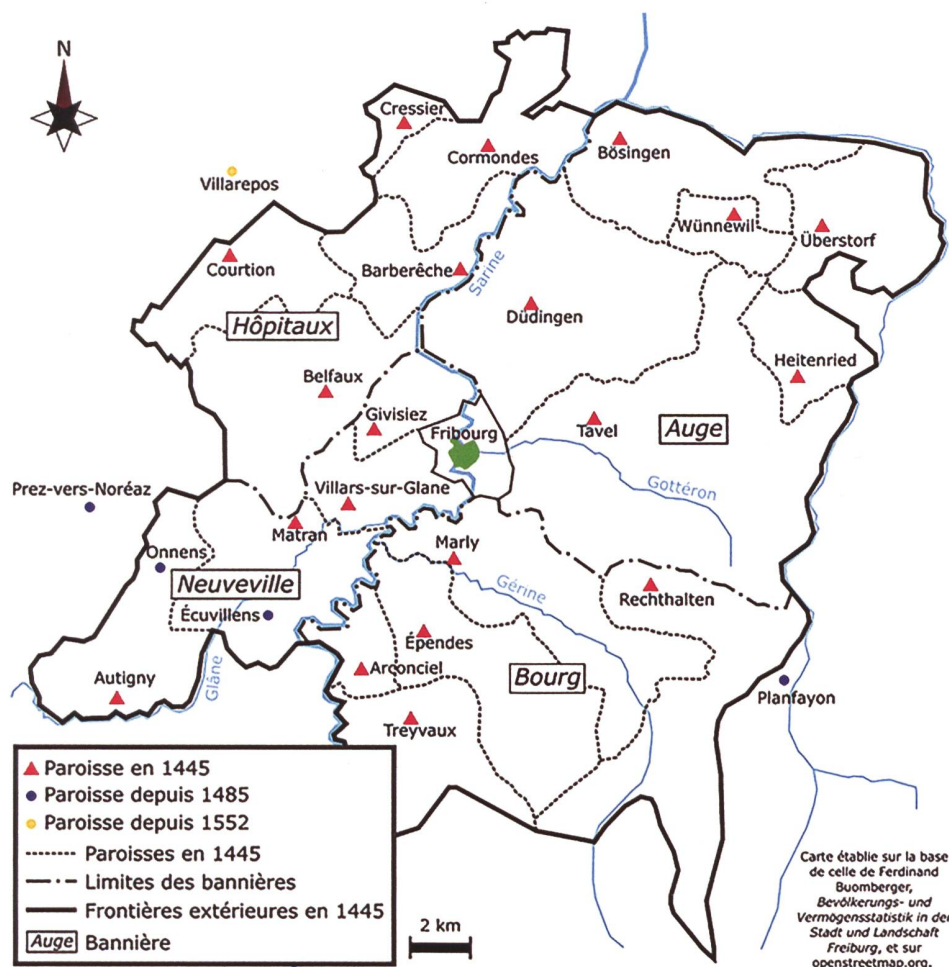 N
Cressier
Cormondes
Bösingen
Villarepos
Wünnewil
Überstorf
Courtion
Barberêche
Sarine
Düdingen
Hôpitaux
Heitenried
Belfaux
Givisiez
Fribourg
Tavel
Auge
Gottéron
Prez-vers-Noréaz
Villars-sur-Glane
Matran
Marly
Onnens
Neuveville
Gérine
Rechthalten
Écuvillens
Épendes
Arconciel
Bourg
Autigny
Glâne
Planfayon
Treyvaux
Paroisse en 1445
Paroisse depuis 1485
Paroisse depuis 1552
Paroisses en 1445
Limites des bannières
Frontières extérieures en 1445
Auge Bannière
2 km
Carte établie sur la base
de celle de Ferdinand
Buomberger,
Bevölkerungs- und
Vermögensstatistik in der
Stadt und Landschaft
Freiburg, et sur
openstreetmap.org.